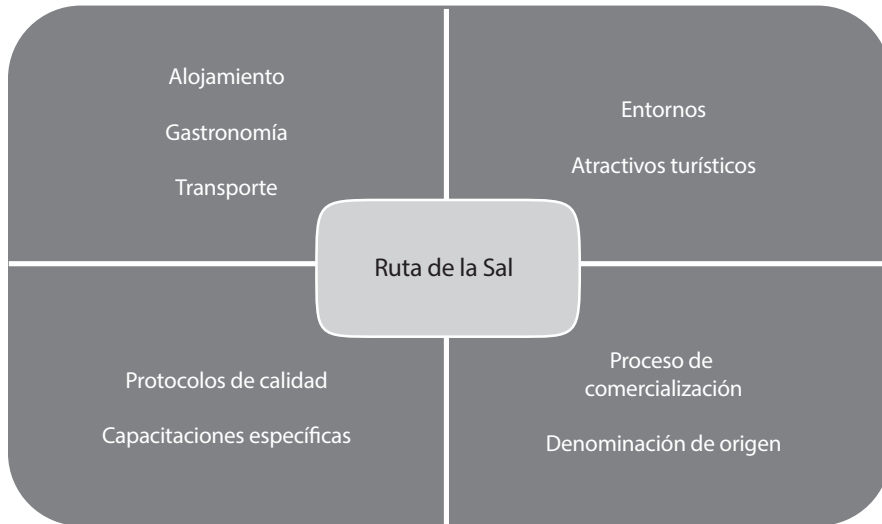 Alojamiento
Gastronomía
Transporte
Entornos
Atractivos turísticos
Ruta de la Sal
Protocolos de calidad
Capacitaciones específicas
Proceso de
comercialización
Denominación de origen